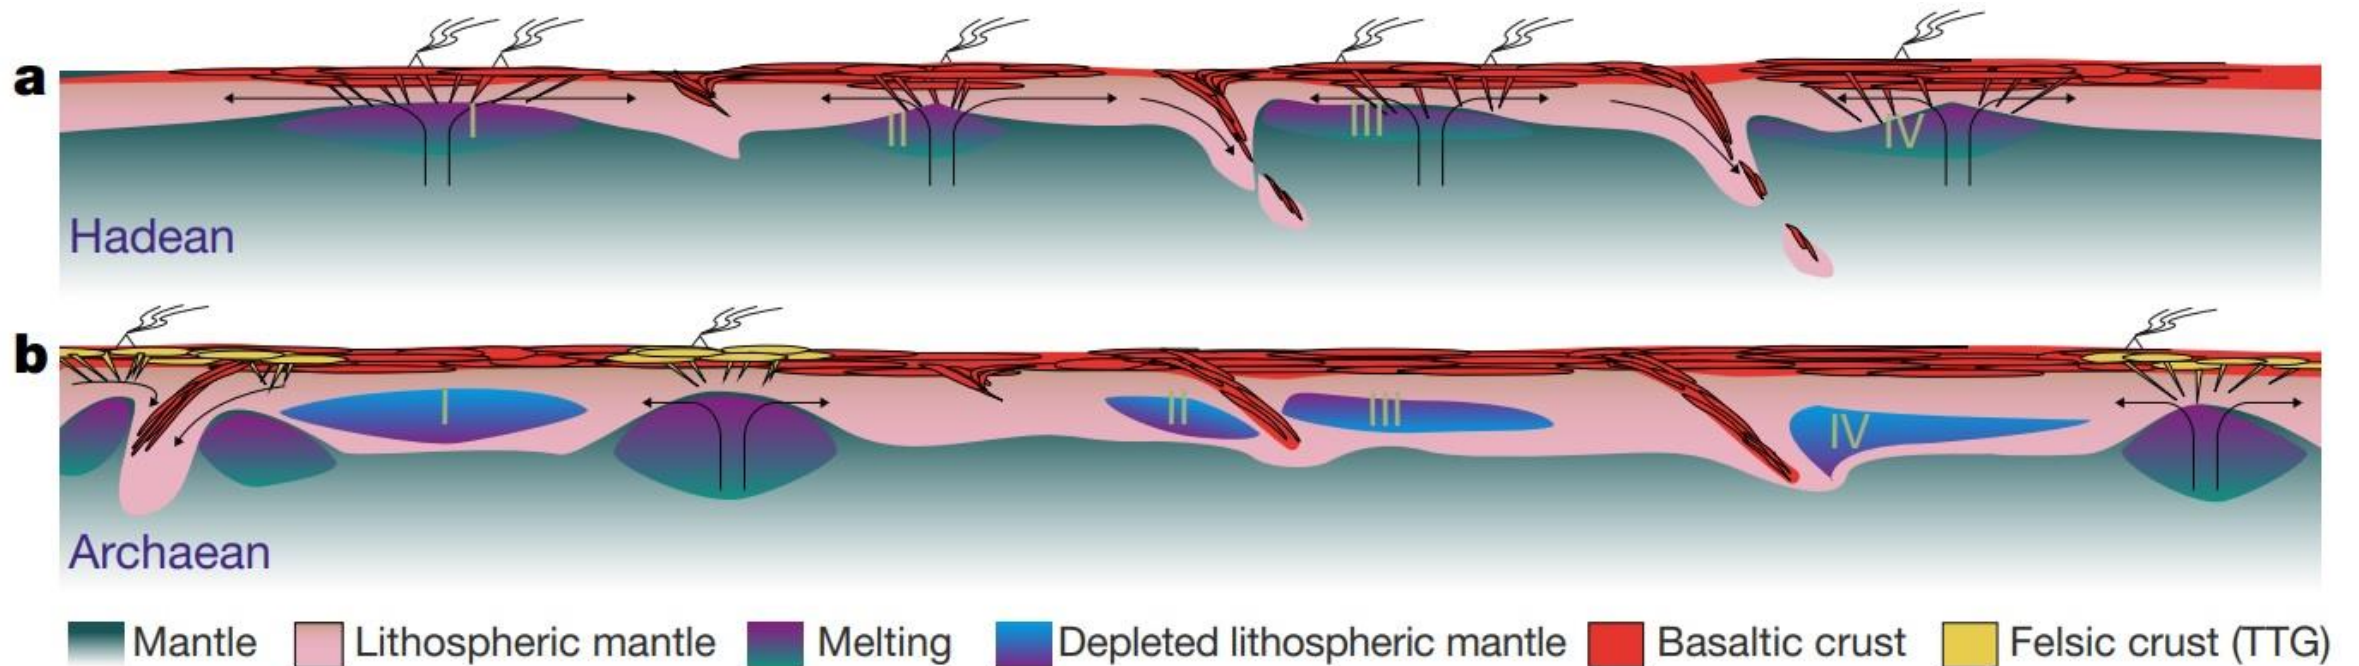 a
I
II
III
IV
Hadean
b
I
II
III
IV
Archaean
Mantle Lithospheric mantle Melting Depleted lithospheric mantle Basaltic crust Felsic crust (TTG)